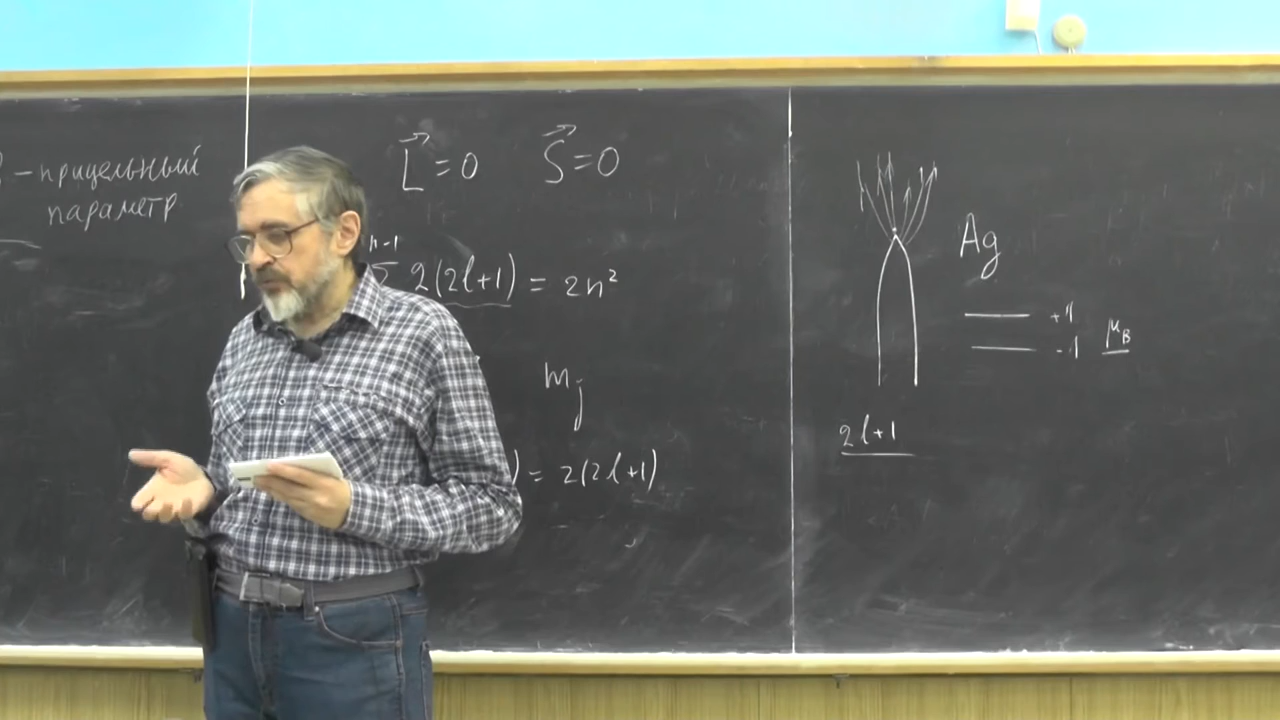 – прицельный
параметр
L⃗ = 0    S⃗ = 0
n-1
Σ 2(2l+1) = 2n²
m_j
) = 2(2l+1)
Ag
+1
-1 μ_B
2l+1